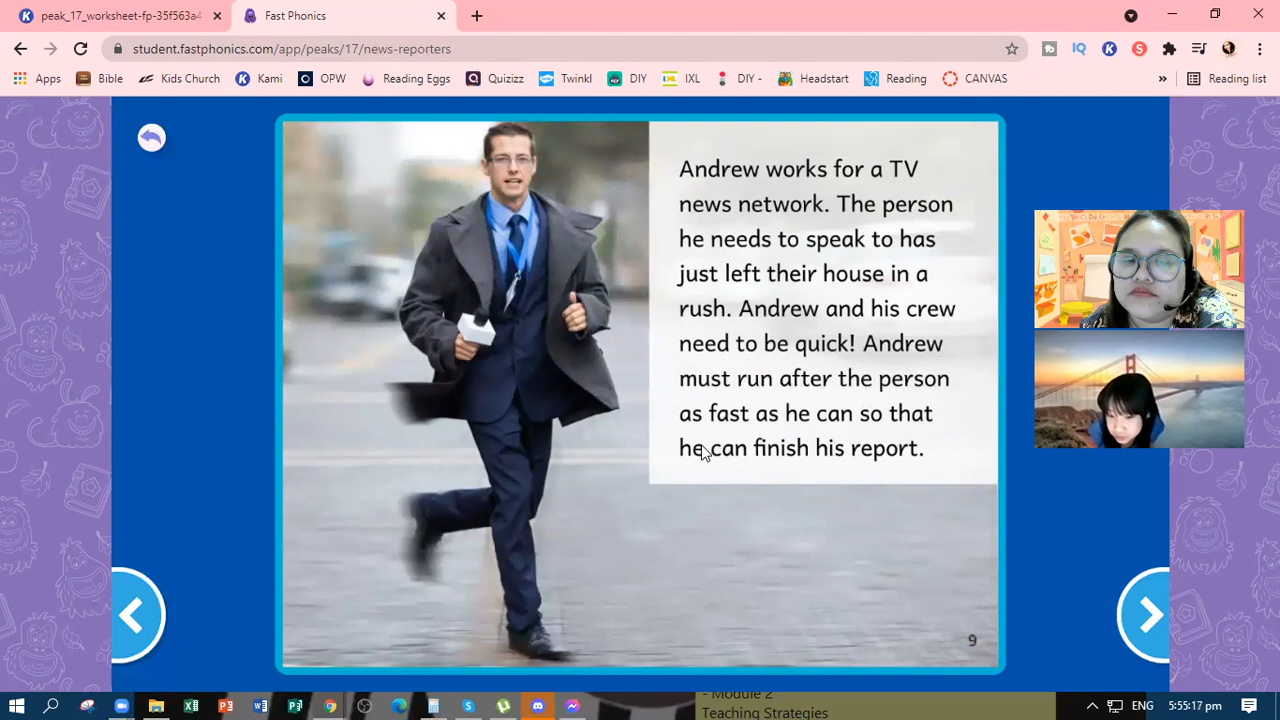 peak_17_worksheet-fp-35f563a4
Fast Phonics
student.fastphonics.com/app/peaks/17/news-reporters
Apps
Bible
Kids Church
Kami
OPW
Reading Eggs
Quizizz
Twinkl
DIY
IXL
DIY -
Headstart
Reading
CANVAS
»
Reading list
Andrew works for a TV
news network. The person
he needs to speak to has
just left their house in a
rush. Andrew and his crew
need to be quick! Andrew
must run after the person
as fast as he can so that
he can finish his report.
9
- Module 2
Teaching Strategies
ENG
5:55:17 pm